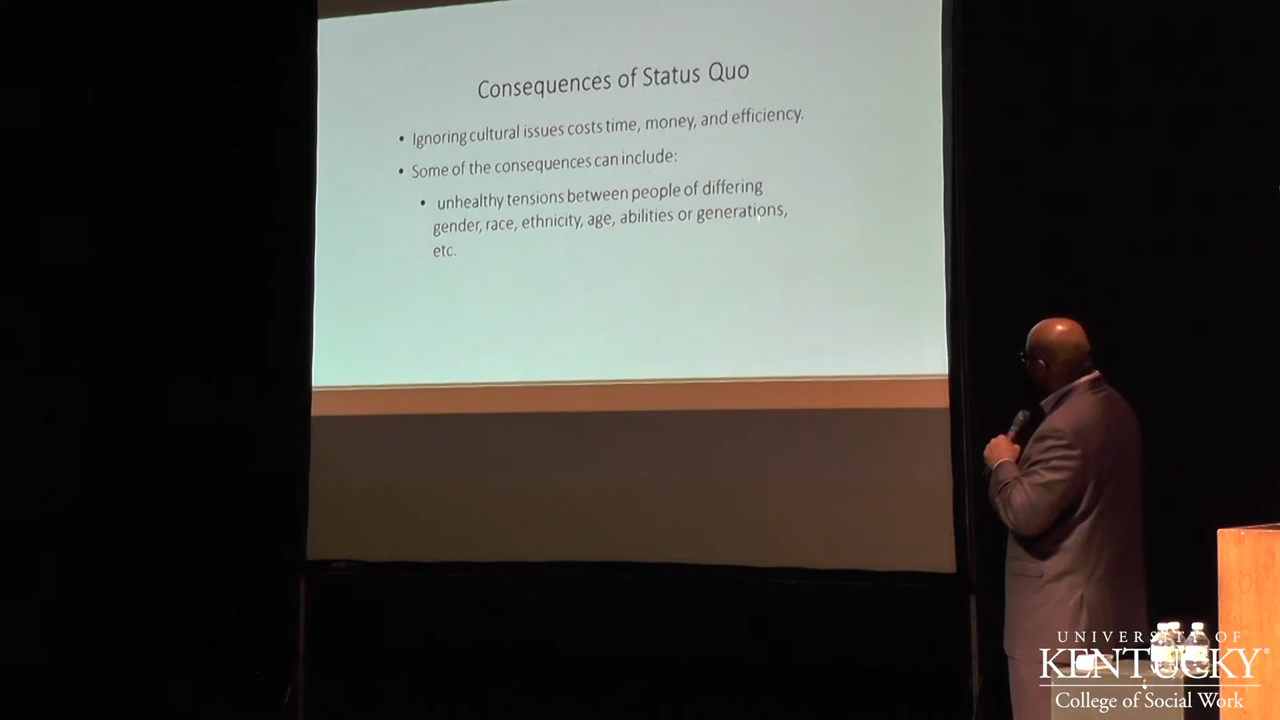 Consequences of Status Quo
• Ignoring cultural issues costs time, money, and efficiency.
• Some of the consequences can include:
• unhealthy tensions between people of differing
gender, race, ethnicity, age, abilities or generations,
etc.
UNIVERSITY OF
KENTUCKY®
College of Social Work